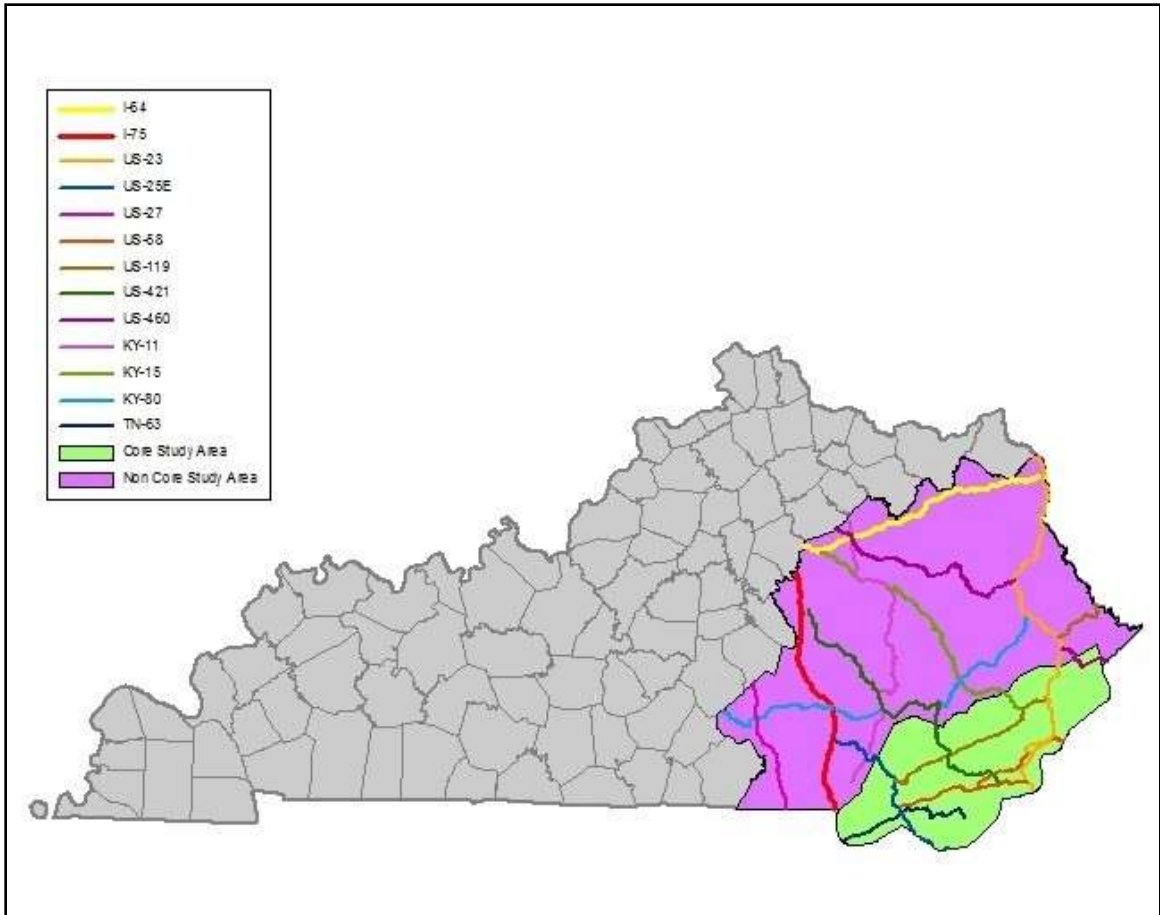 I-64
I-75
US-23
US-25E
US-27
US-58
US-119
US-421
US-460
KY-11
KY-15
KY-80
TN-63
Core Study Area
Non Core Study Area